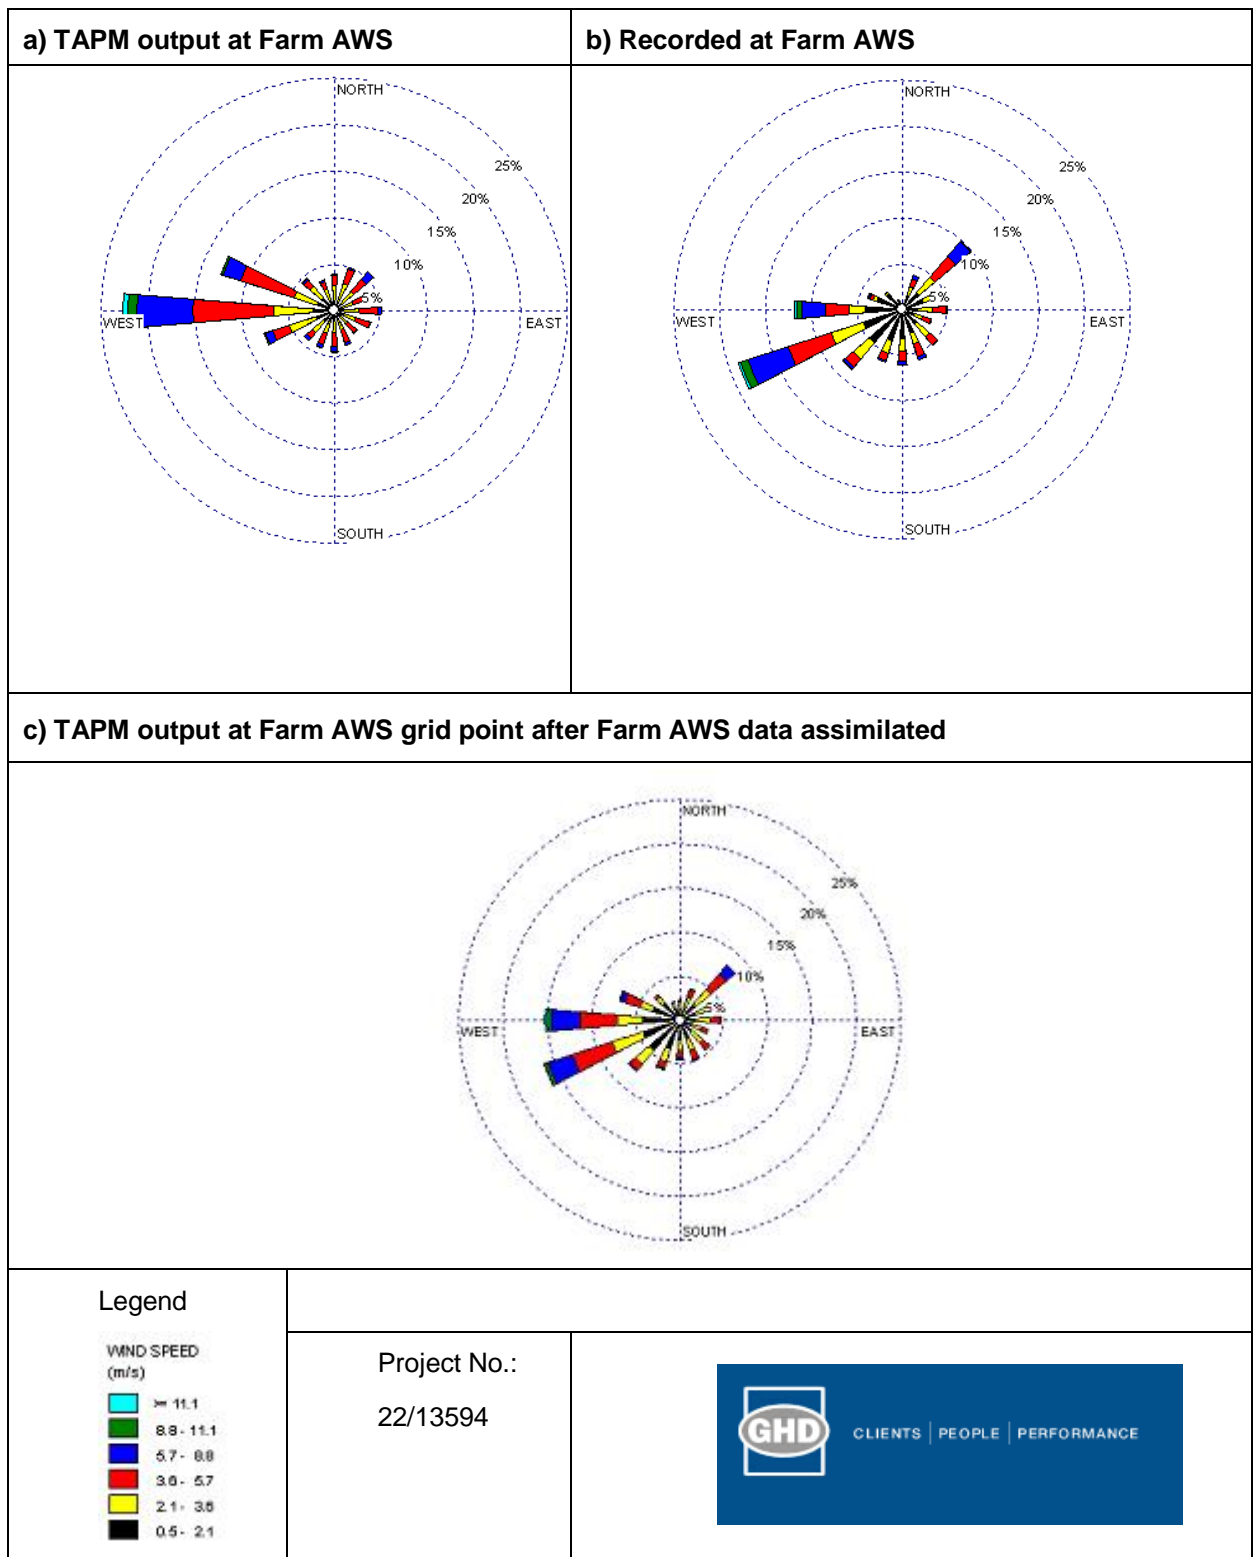 a) TAPM output at Farm AWS
b) Recorded at Farm AWS
NORTH
25%
20%
15%
10%
5%
WEST
EAST
SOUTH
NORTH
25%
20%
15%
10%
5%
WEST
EAST
SOUTH
c) TAPM output at Farm AWS grid point after Farm AWS data assimilated
NORTH
25%
20%
15%
10%
5%
WEST
EAST
SOUTH
Legend
WIND SPEED
(m/s)
>= 11.1
8.8 - 11.1
5.7 - 8.8
3.6 - 5.7
2.1 - 3.6
0.5 - 2.1
Project No.:
22/13594
GHD
CLIENTS | PEOPLE | PERFORMANCE